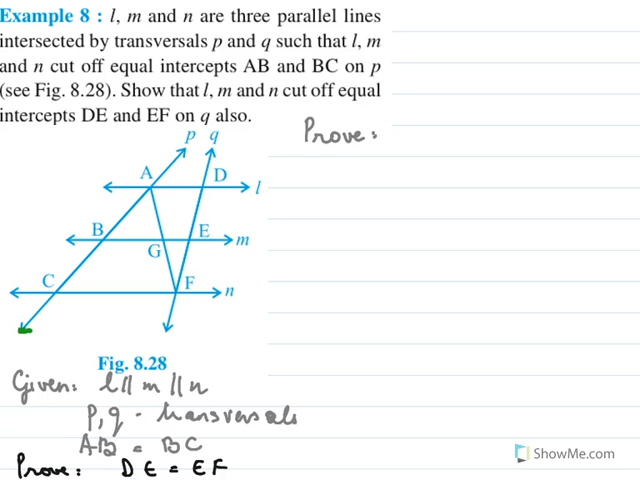 Example 8 : l, m and n are three parallel lines
intersected by transversals p and q such that l, m
and n cut off equal intercepts AB and BC on p
(see Fig. 8.28). Show that l, m and n cut off equal
intercepts DE and EF on q also.
Prove:
p q
A D l
B E m
G
C F n
Fig. 8.28
Given: l || m || n
p, q - transversals
AB = BC
Prove: DE = EF
ShowMe.com